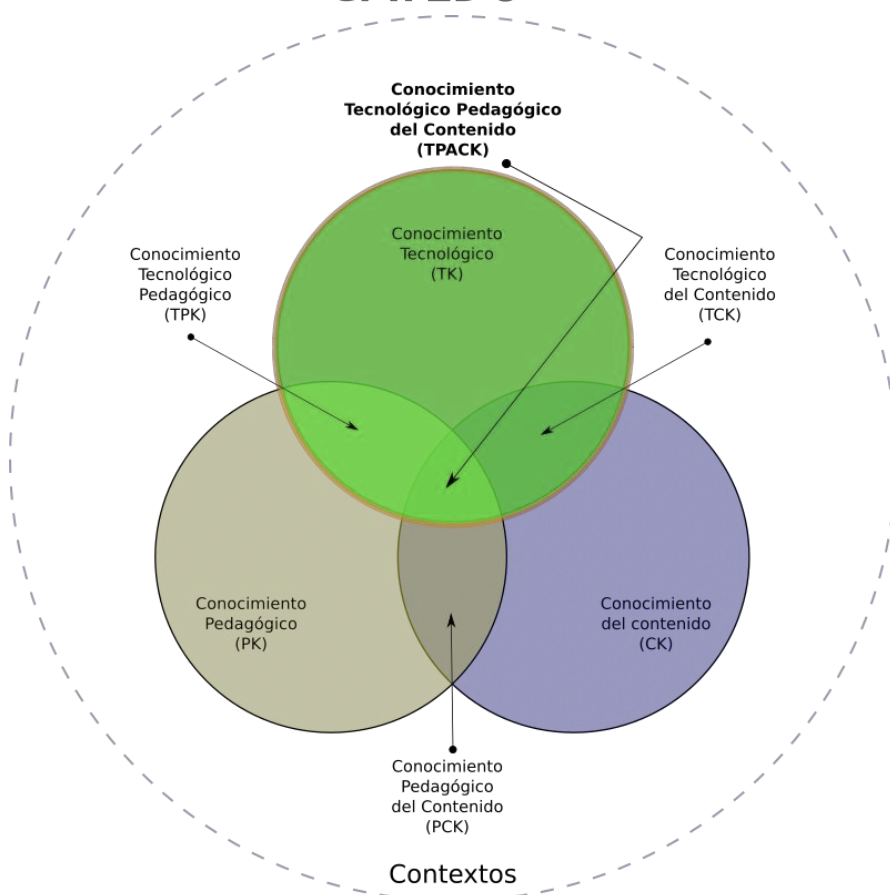 Conocimiento
Tecnológico Pedagógico
del Contenido
(TPACK)
Conocimiento
Tecnológico
(TK)
Conocimiento
Tecnológico
Pedagógico
(TPK)
Conocimiento
Tecnológico
del Contenido
(TCK)
Conocimiento
Pedagógico
(PK)
Conocimiento
del contenido
(CK)
Conocimiento
Pedagógico
del Contenido
(PCK)
Contextos